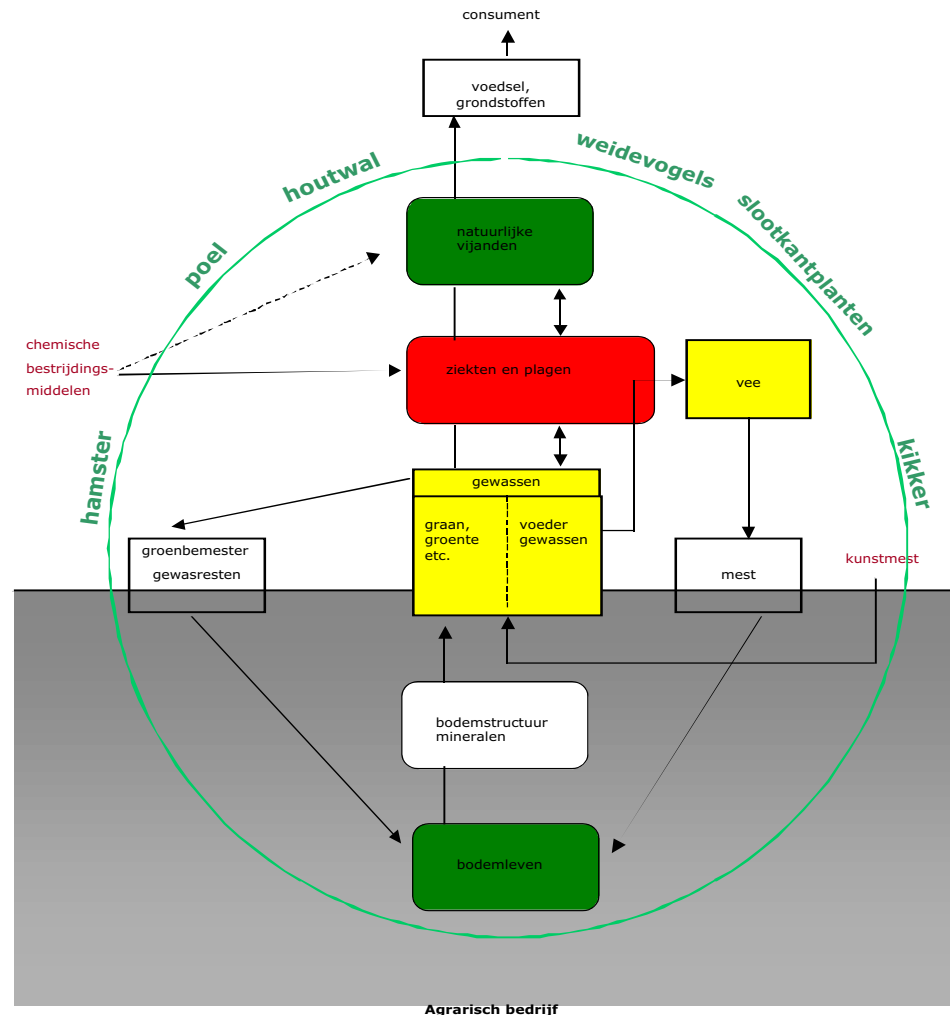 consument
voedsel,
grondstoffen
houtwal
weidevogels
poel
slootkantplanten
natuurlijke
vijanden
chemische
bestrijdings-
middelen
ziekten en plagen
vee
hamster
kikker
gewassen
graan,
groente
etc.
voeder
gewassen
groenbemester
gewasresten
mest
kunstmest
bodemstructuur
mineralen
bodemleven
Agrarisch bedrijf